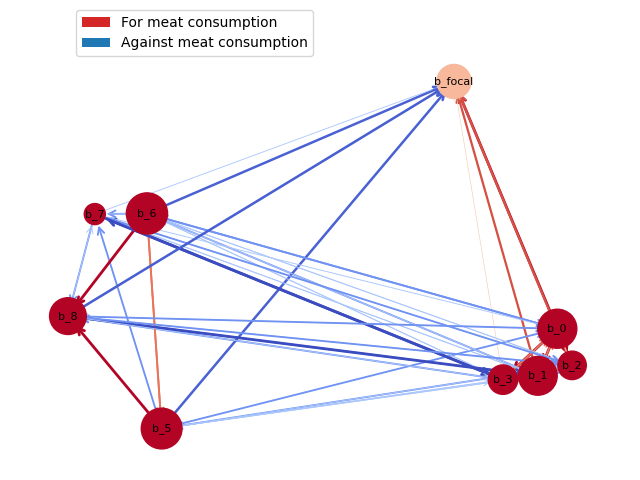 For meat consumption
Against meat consumption
b_focal
b_7
b_6
b_8
b_0
b_2
b_3
b_1
b_5